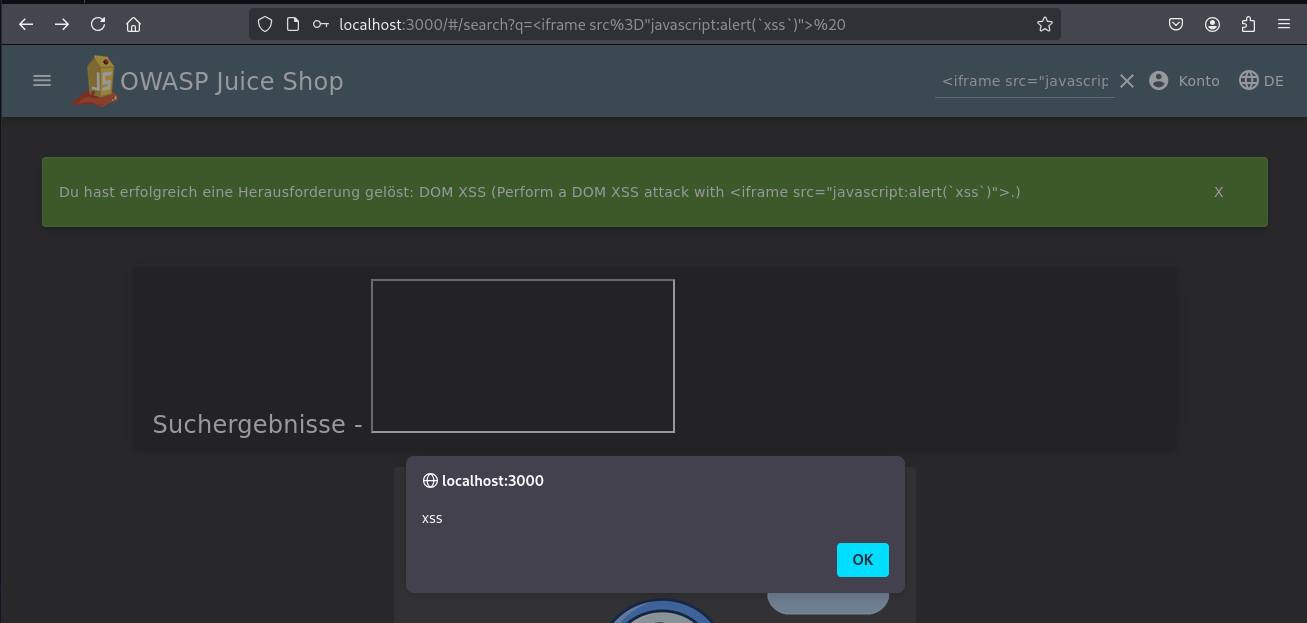 localhost:3000/#/search?q=<iframe src%3D"javascript:alert(`xss`)">%20
OWASP Juice Shop
<iframe src="javascrip
Konto
DE
Du hast erfolgreich eine Herausforderung gelöst: DOM XSS (Perform a DOM XSS attack with <iframe src="javascript:alert(`xss`)">.)
X
Suchergebnisse -
localhost:3000
xss
OK